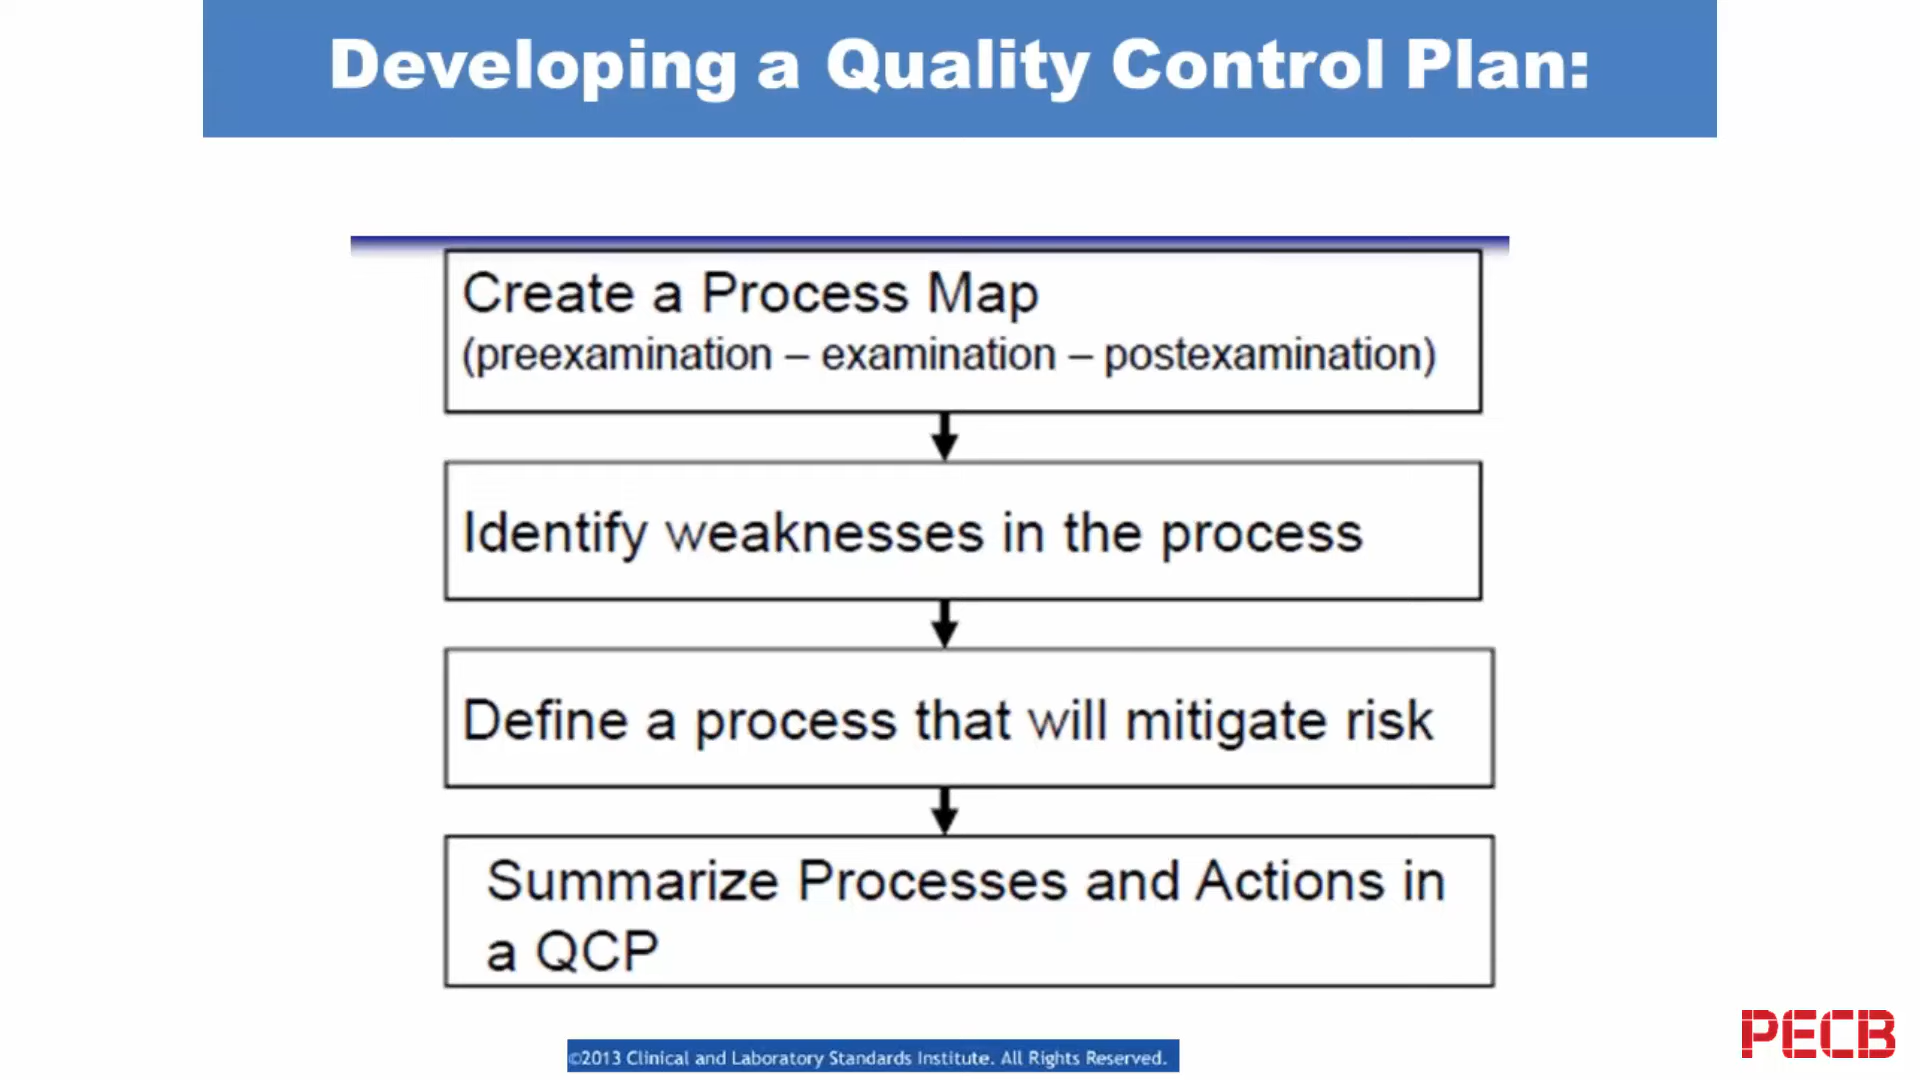 Developing a Quality Control Plan:
Create a Process Map
(preexamination – examination – postexamination)
Identify weaknesses in the process
Define a process that will mitigate risk
Summarize Processes and Actions in
a QCP
©2013 Clinical and Laboratory Standards Institute. All Rights Reserved.
PECB